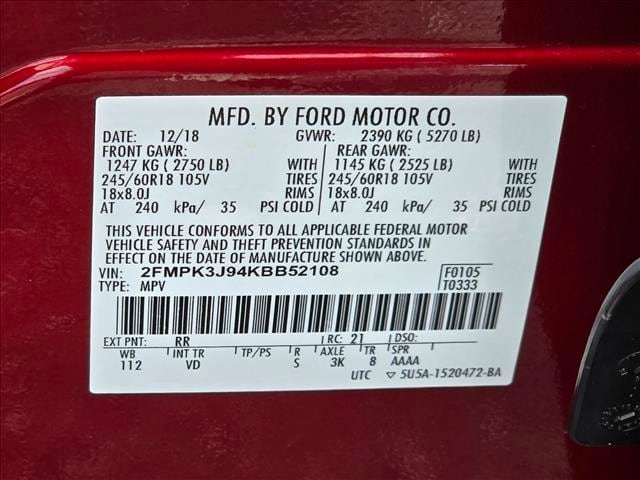 MFD. BY FORD MOTOR CO.
DATE: 12/18 GVWR: 2390 KG ( 5270 LB)
FRONT GAWR: REAR GAWR:
1247 KG ( 2750 LB) WITH 1145 KG ( 2525 LB) WITH
245/60R18 105V TIRES 245/60R18 105V TIRES
18x8.0J RIMS 18x8.0J RIMS
AT 240 kPa/ 35 PSI COLD AT 240 kPa/ 35 PSI COLD
THIS VEHICLE CONFORMS TO ALL APPLICABLE FEDERAL MOTOR
VEHICLE SAFETY AND THEFT PREVENTION STANDARDS IN
EFFECT ON THE DATE OF MANUFACTURE SHOWN ABOVE.
VIN: 2FMPK3J94KBB52108 F0105
TYPE: MPV T0333
EXT PNT: RR RC: 21 DSO:
WB INT TR TP/PS R AXLE TR SPR
112 VD S 3K 8 AAAA
UTC ▽ 5U5A-1520472-BA